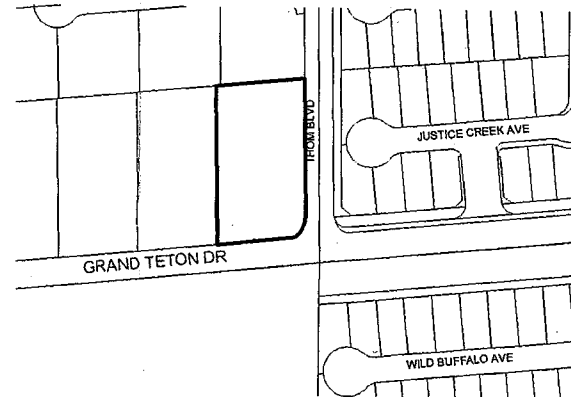 THOM BLVD
JUSTICE CREEK AVE
GRAND TETON DR
WILD BUFFALO AVE